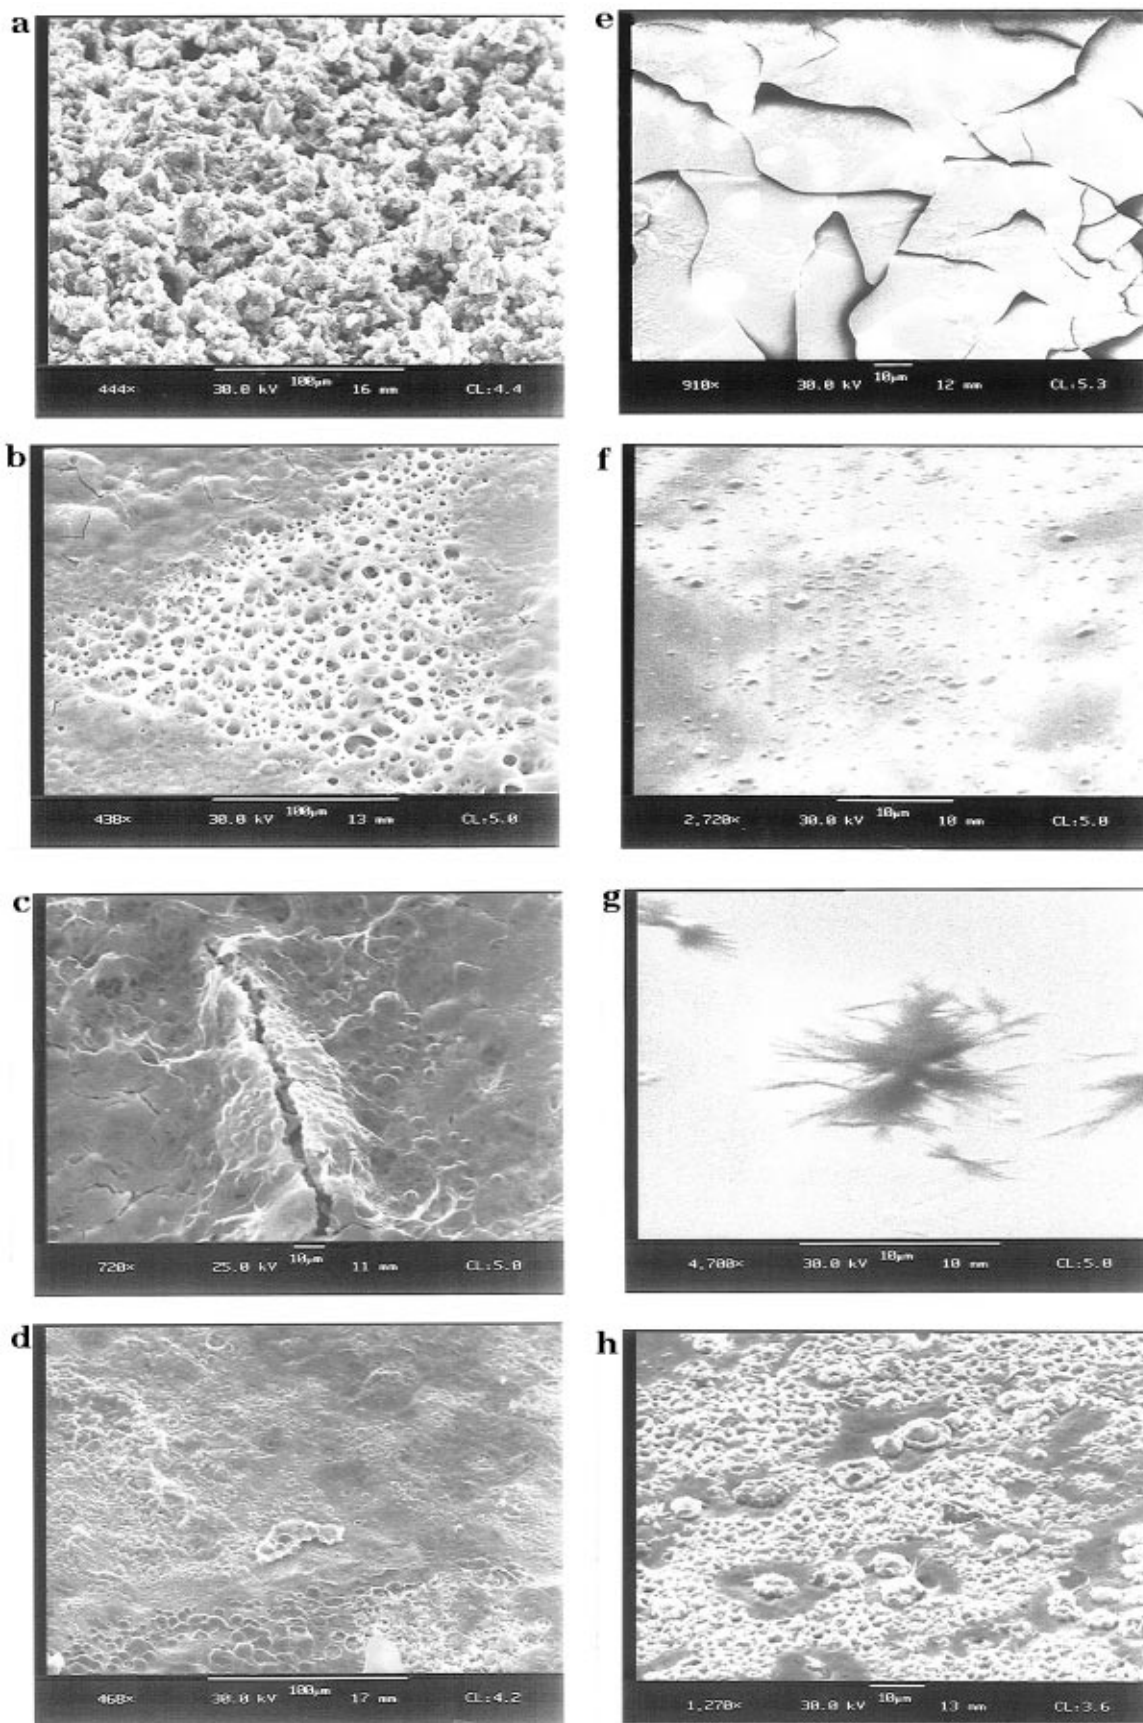 a
100µm
444× 30.0 kV 16 mm CL:4.4
b
100µm
438× 30.0 kV 13 mm CL:5.0
c
10µm
720× 25.0 kV 11 mm CL:5.0
d
100µm
468× 30.0 kV 17 mm CL:4.2
e
10µm
910× 30.0 kV 12 mm CL:5.3
f
10µm
2,720× 30.0 kV 10 mm CL:5.0
g
10µm
4,700× 30.0 kV 10 mm CL:5.0
h
10µm
1,270× 30.0 kV 13 mm CL:3.6